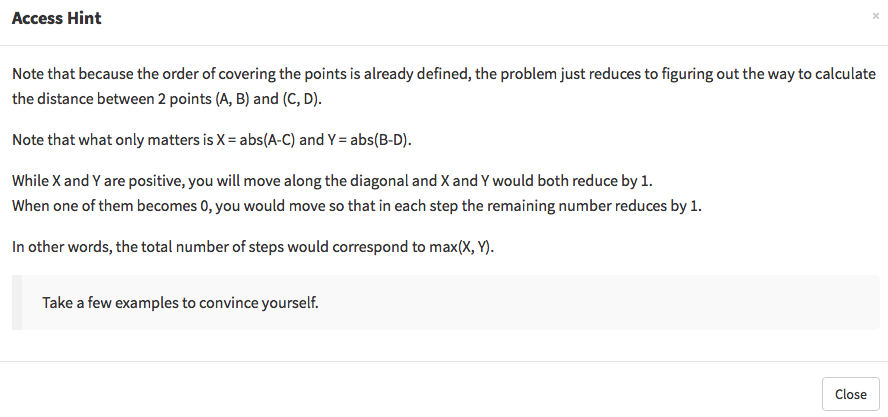 Access Hint
×
Note that because the order of covering the points is already defined, the problem just reduces to figuring out the way to calculate
the distance between 2 points (A, B) and (C, D).
Note that what only matters is X = abs(A-C) and Y = abs(B-D).
While X and Y are positive, you will move along the diagonal and X and Y would both reduce by 1.
When one of them becomes 0, you would move so that in each step the remaining number reduces by 1.
In other words, the total number of steps would correspond to max(X, Y).
Take a few examples to convince yourself.
Close